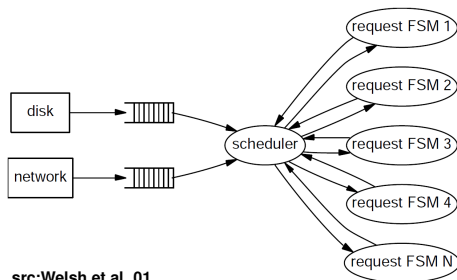 request FSM 1
request FSM 2
disk
scheduler
request FSM 3
network
request FSM 4
request FSM N
src:Welsh et al. 01